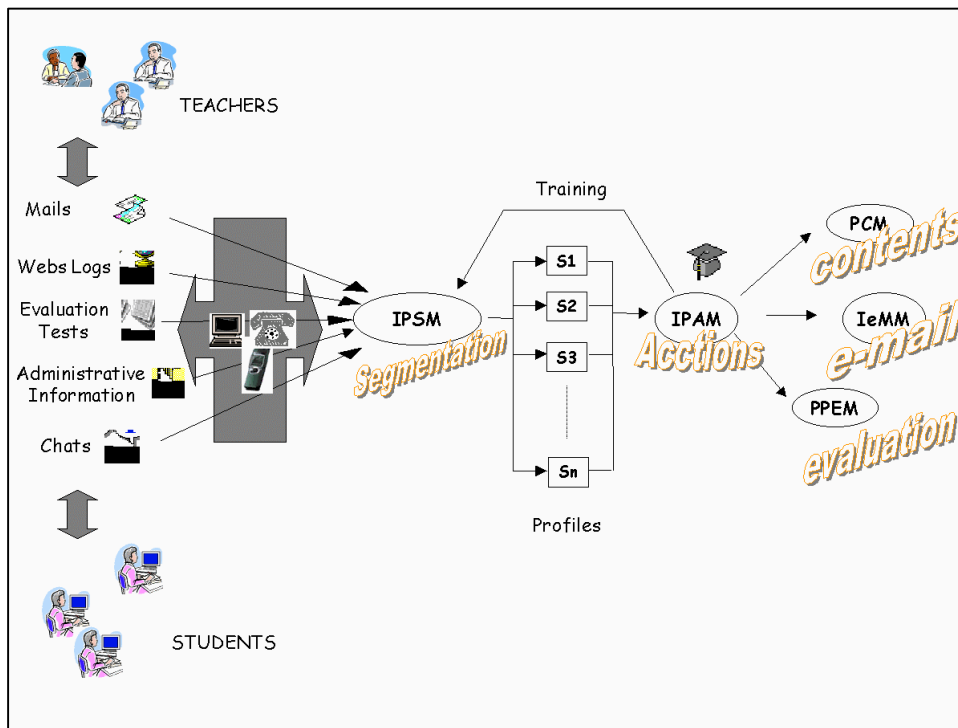 TEACHERS
Mails
Webs Logs
Evaluation
Tests
Administrative
Information
Chats
STUDENTS
IPSM
Segmentation
Training
S1
S2
S3
Sn
Profiles
IPAM
Acctions
PCM
contents
IeMM
e-mail
PPEM
evaluation